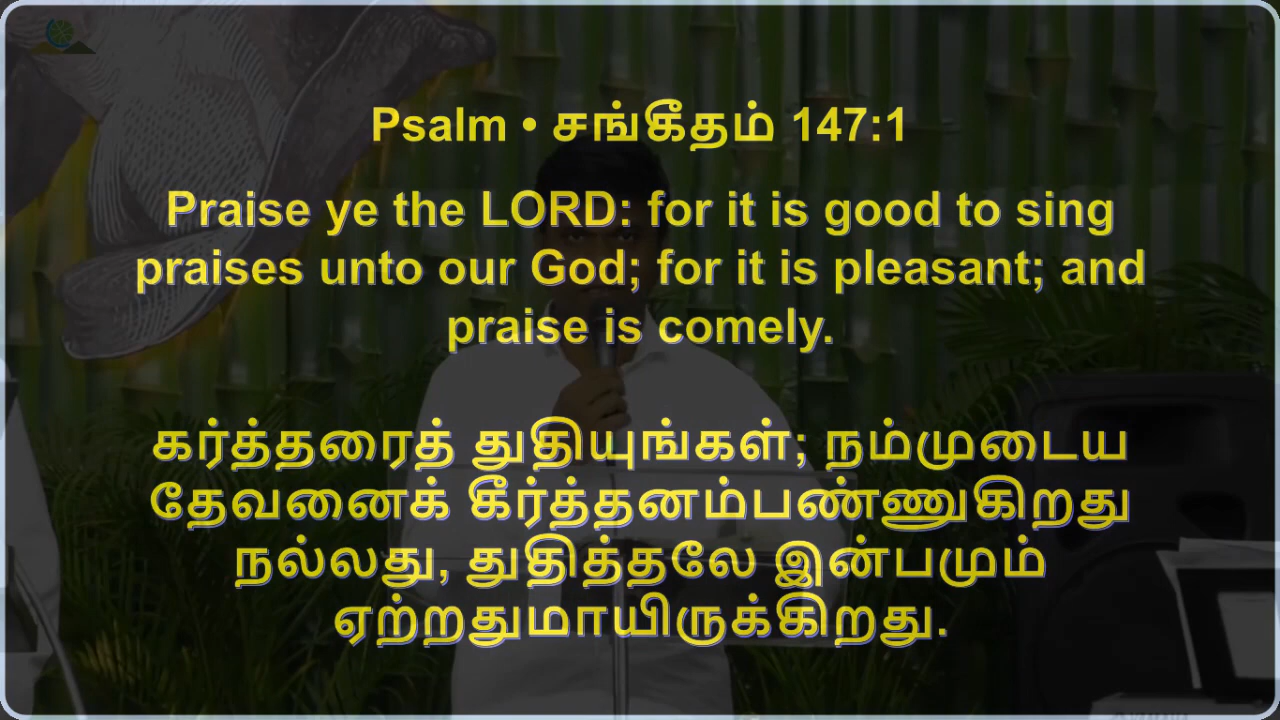 Psalm • சங்கீதம் 147:1
Praise ye the LORD: for it is good to sing
praises unto our God; for it is pleasant; and
praise is comely.
கர்த்தரைத் துதியுங்கள்; நம்முடைய
தேவனைக் கீர்த்தனம்பண்ணுகிறது
நல்லது, துதித்தலே இன்பமும்
ஏற்றதுமாயிருக்கிறது.